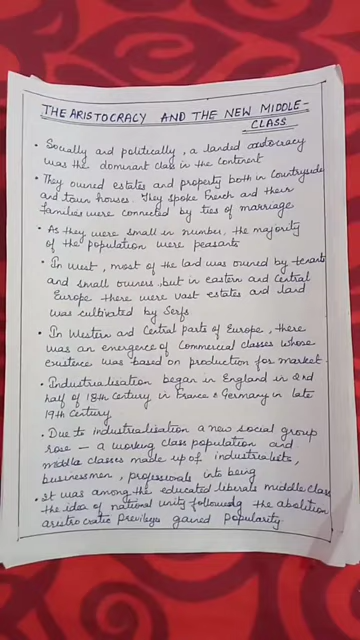 THE ARISTOCRACY AND THE NEW MIDDLE-
CLASS
• Socially and politically, a landed aristocracy
was the dominant class in the continent
• They owned estates and property both in Countryside
and town houses. They spoke French and their
families were connected by ties of marriage
• As they were small in number, the majority
of the population were peasants
• In west, most of the land was owned by tenants
and small owners, but in eastern and Central
Europe there were vast estates and land
was cultivated by Serfs
• In Western and Central parts of Europe, there
was an emergence of Commercial classes whose
existence was based on production for market
• Industrialisation began in England in 2nd
half of 18th Century, in France & Germany in late
19th Century.
• Due to industrialisation a new social group
rose – a working class population and
middle classes made up of industrialists,
businessmen, professionals into being
• It was among the educated liberals middle class
the idea of national unity following the abolition
aristrocratic previleges gained popularity.